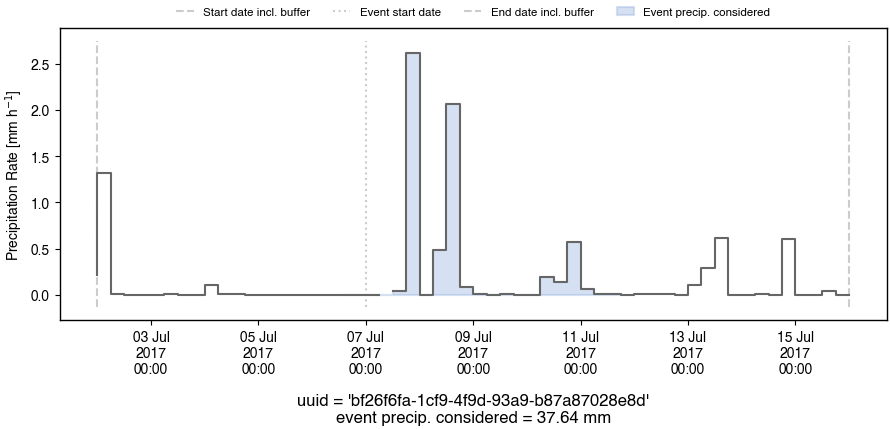 Start date incl. buffer
Event start date
End date incl. buffer
Event precip. considered
Precipitation Rate [mm h⁻¹]
2.5
2.0
1.5
1.0
0.5
0.0
03 Jul 05 Jul 07 Jul 09 Jul 11 Jul 13 Jul 15 Jul
2017 2017 2017 2017 2017 2017 2017
00:00 00:00 00:00 00:00 00:00 00:00 00:00
uuid = 'bf26f6fa-1cf9-4f9d-93a9-b87a87028e8d'
event precip. considered = 37.64 mm